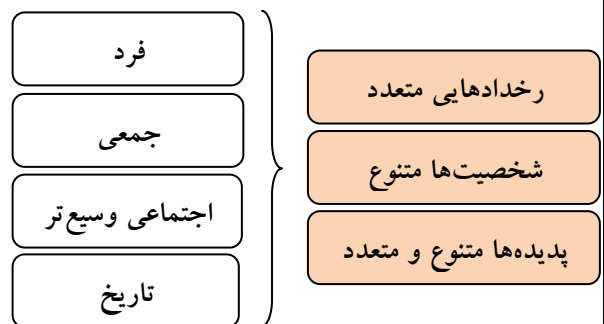 رخدادهایی متعدد
شخصیت‌ها متنوع
پدیده‌ها متنوع و متعدد
فرد
جمعی
اجتماعی وسیع‌تر
تاریخ